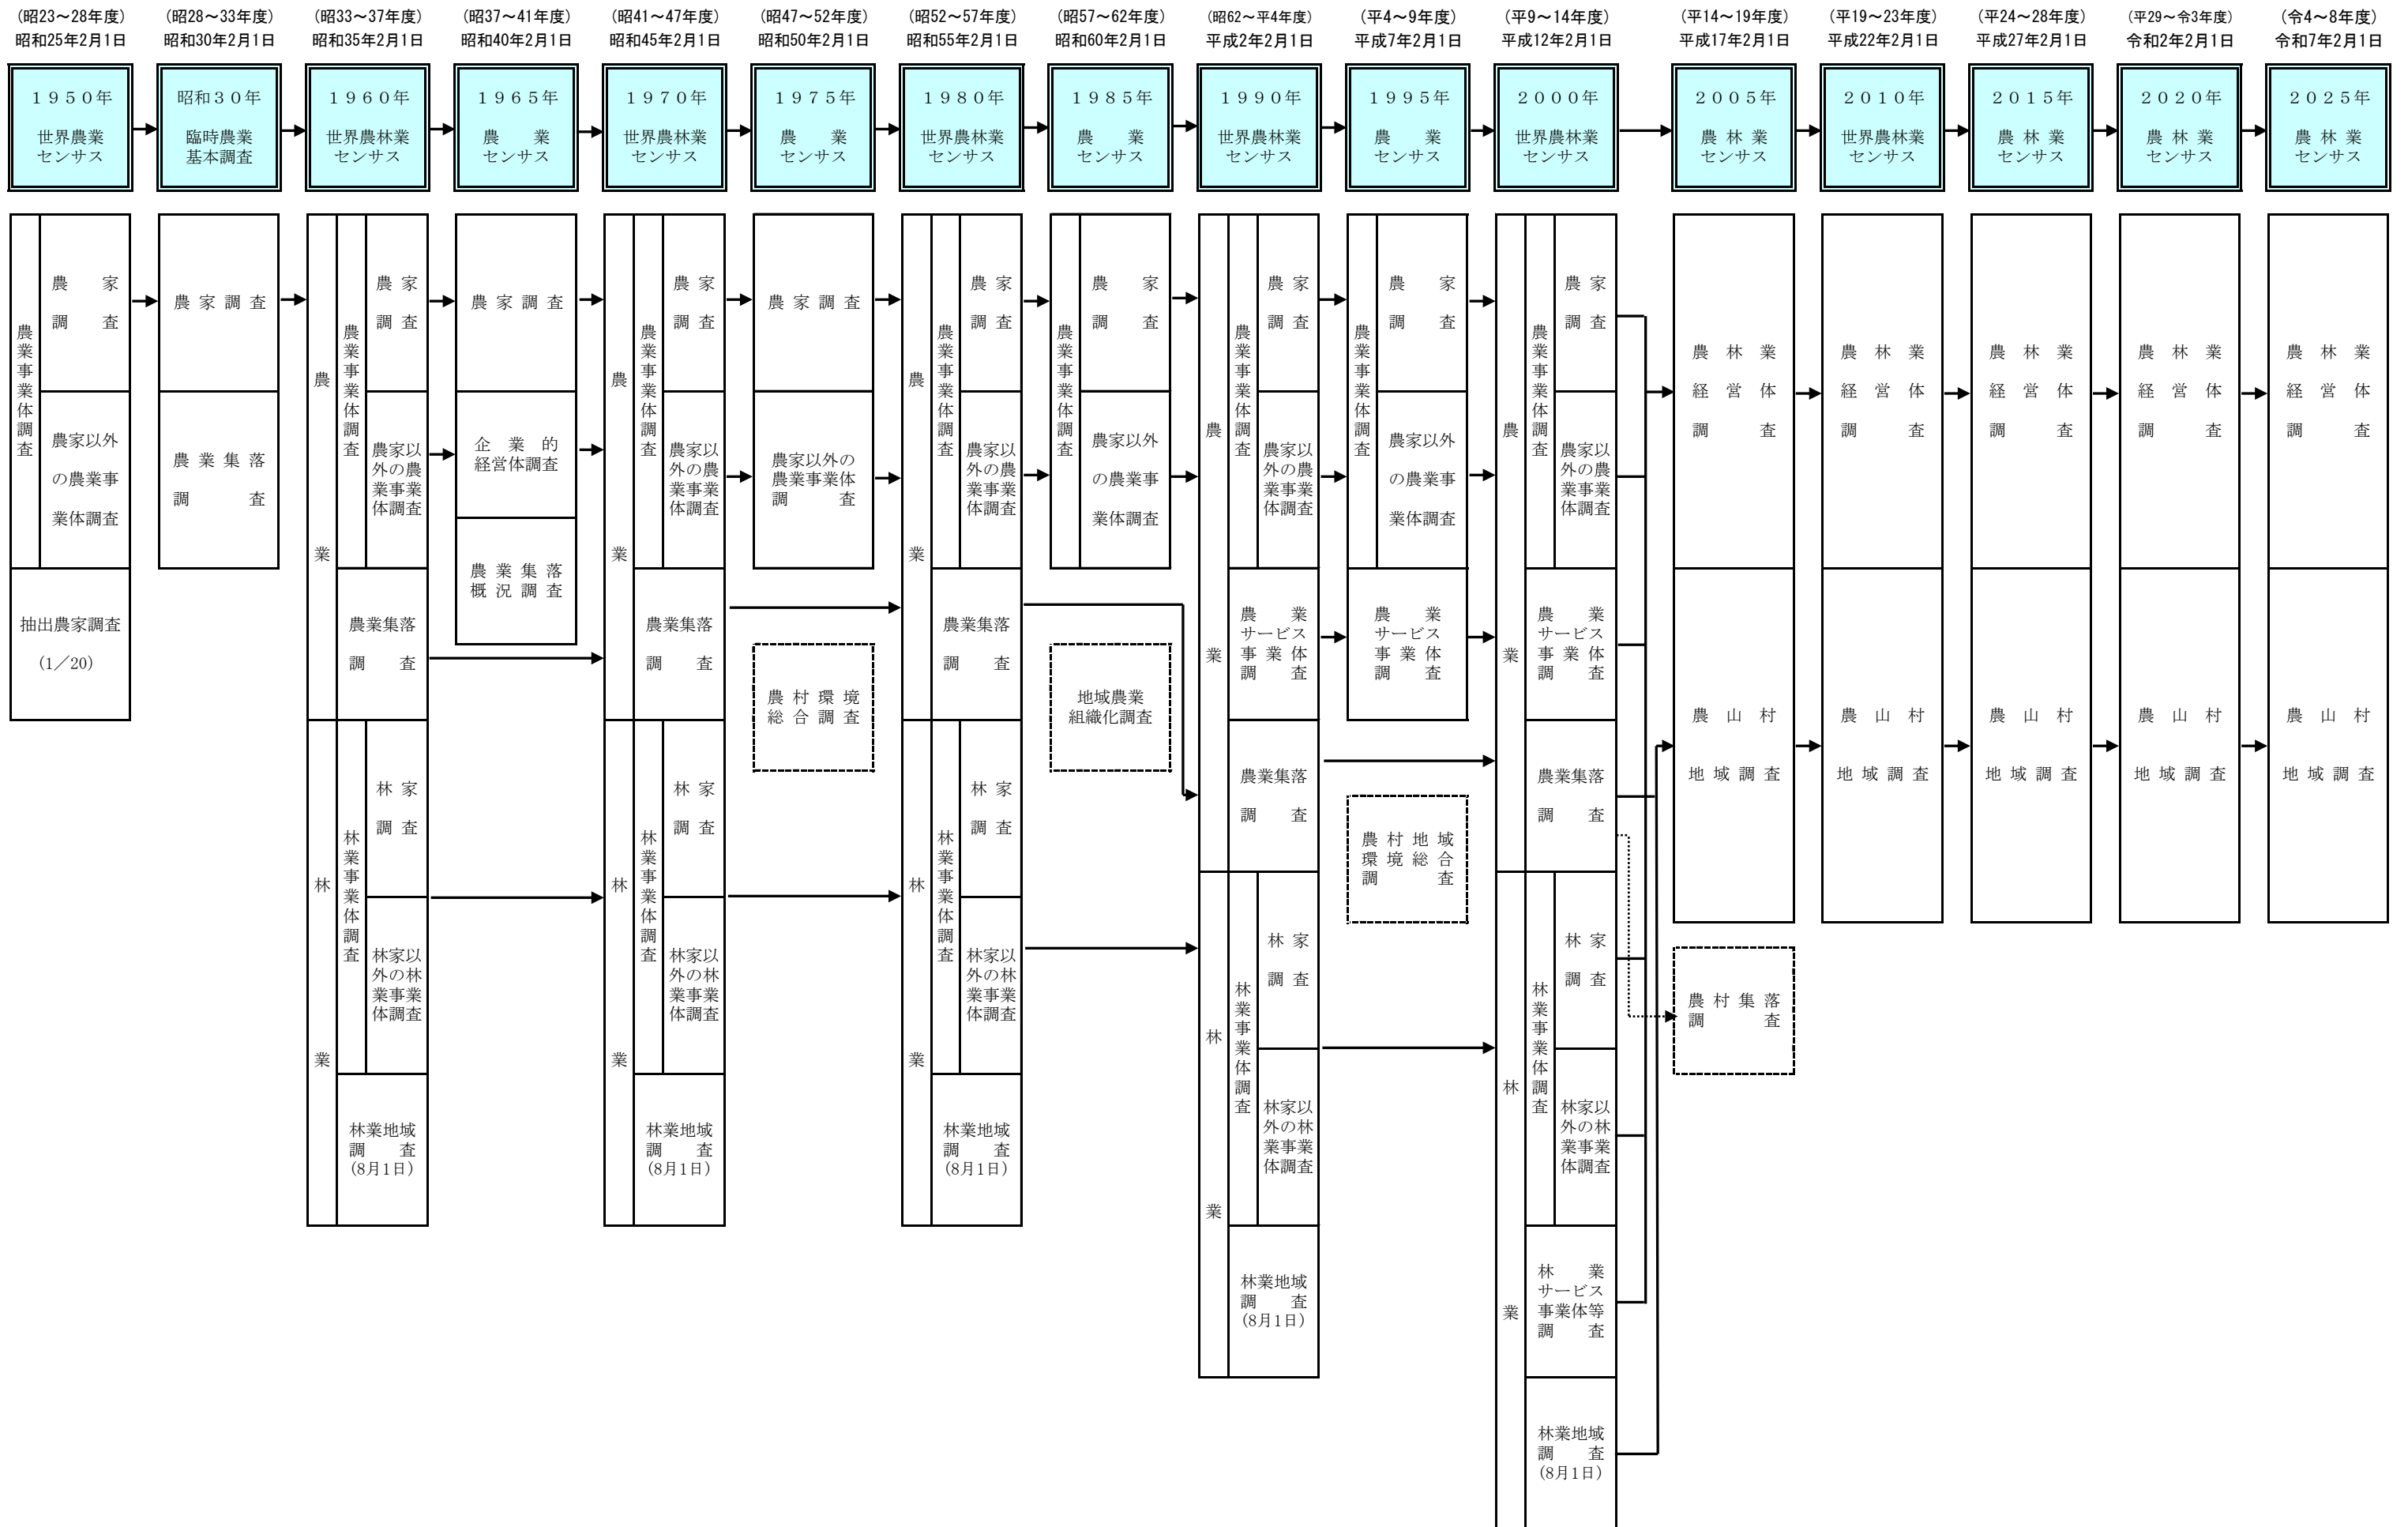 (昭23～28年度)
昭和25年2月1日
1950年
世界農業
センサス
農業事業体調査
農　　家
調　　査
農家以外
の農業事
業体調査
抽出農家調査
(1／20)
(昭28～33年度)
昭和30年2月1日
昭和３０年
臨時農業
基本調査
農 家 調 査
農 業 集 落
調　　　査
(昭33～37年度)
昭和35年2月1日
１９６０年
世界農林業
センサス
農　業
農業事業体調査
農 家
調 査
農家以
外の農
業事業
体調査
農業集落
調　　査
林　業
林業事業体調査
林 家
調 査
林家以
外の林
業事業
体調査
林業地域
調　　査
(8月1日)
(昭37～41年度)
昭和40年2月1日
１９６５年
農　　業
センサス
農 家 調 査
企 業 的
経営体調査
農 業 集 落
概 況 調 査
(昭41～47年度)
昭和45年2月1日
１９７０年
世界農林業
センサス
農　業
農業事業体調査
農 家
調 査
農家以
外の農
業事業
体調査
農業集落
調　　査
林　業
林業事業体調査
林 家
調 査
林家以
外の林
業事業
体調査
林業地域
調　　査
(8月1日)
(昭47～52年度)
昭和50年2月1日
１９７５年
農　　業
センサス
農 家 調 査
農家以外の
農業事業体
調　　　査
農 村 環 境
総 合 調 査
(昭52～57年度)
昭和55年2月1日
１９８０年
世界農林業
センサス
農　業
農業事業体調査
農 家
調 査
農家以
外の農
業事業
体調査
農業集落
調　　査
林　業
林業事業体調査
林 家
調 査
林家以
外の林
業事業
体調査
林業地域
調　　査
(8月1日)
(昭57～62年度)
昭和60年2月1日
１９８５年
農　　業
センサス
農業事業体調査
農　　家
調　　査
農家以外
の農業事
業体調査
地域農業
組織化調査
(昭62～平4年度)
平成2年2月1日
１９９０年
世界農林業
センサス
農　業
農業事業体調査
農 家
調 査
農家以
外の農
業事業
体調査
農　　業
サービス
事 業 体
調　　査
農業集落
調　　査
林　業
林業事業体調査
林 家
調 査
林家以
外の林
業事業
体調査
林業地域
調　　査
(8月1日)
(平4～9年度)
平成7年2月1日
１９９５年
農　　業
センサス
農業事業体調査
農　　家
調　　査
農家以外
の農業事
業体調査
農　　業
サービス
事 業 体
調　　査
農 村 地 域
環 境 総 合
調　　　査
(平9～14年度)
平成12年2月1日
２０００年
世界農林業
センサス
農　業
農業事業体調査
農 家
調 査
農家以
外の農
業事業
体調査
農　　業
サービス
事 業 体
調　　査
農業集落
調　　査
林　業
林業事業体調査
林 家
調 査
林家以
外の林
業事業
体調査
林　　業
サービス
事業体等
調　　査
林業地域
調　　査
(8月1日)
(平14～19年度)
平成17年2月1日
２００５年
農 林 業
センサス
農 林 業
経 営 体
調　　査
農 山 村
地 域 調 査
農 村 集 落
調　　　査
(平19～23年度)
平成22年2月1日
２０１０年
世界農林業
センサス
農 林 業
経 営 体
調　　査
農 山 村
地 域 調 査
(平24～28年度)
平成27年2月1日
２０１５年
農 林 業
センサス
農 林 業
経 営 体
調　　査
農 山 村
地 域 調 査
(平29～令3年度)
令和2年2月1日
２０２０年
農 林 業
センサス
農 林 業
経 営 体
調　　査
農 山 村
地 域 調 査
(令4～8年度)
令和7年2月1日
２０２５年
農 林 業
センサス
農 林 業
経 営 体
調　　査
農 山 村
地 域 調 査